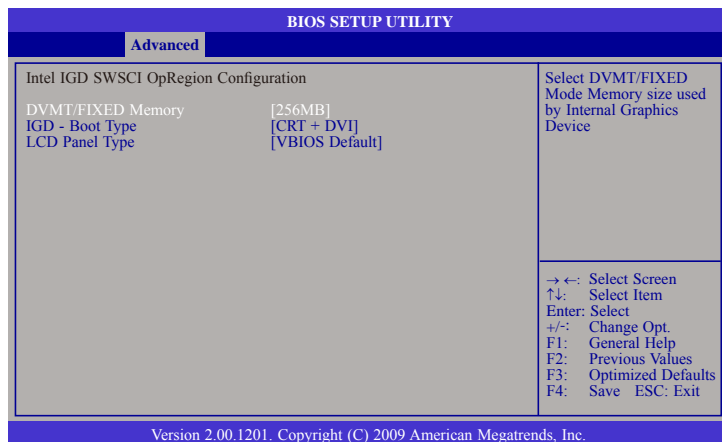 BIOS SETUP UTILITY
Advanced
Intel IGD SWSCI OpRegion Configuration
DVMT/FIXED Memory [256MB]
IGD - Boot Type [CRT + DVI]
LCD Panel Type [VBIOS Default]
Select DVMT/FIXED
Mode Memory size used
by Internal Graphics
Device
→←: Select Screen
↑↓: Select Item
Enter: Select
+/-: Change Opt.
F1: General Help
F2: Previous Values
F3: Optimized Defaults
F4: Save ESC: Exit
Version 2.00.1201. Copyright (C) 2009 American Megatrends, Inc.